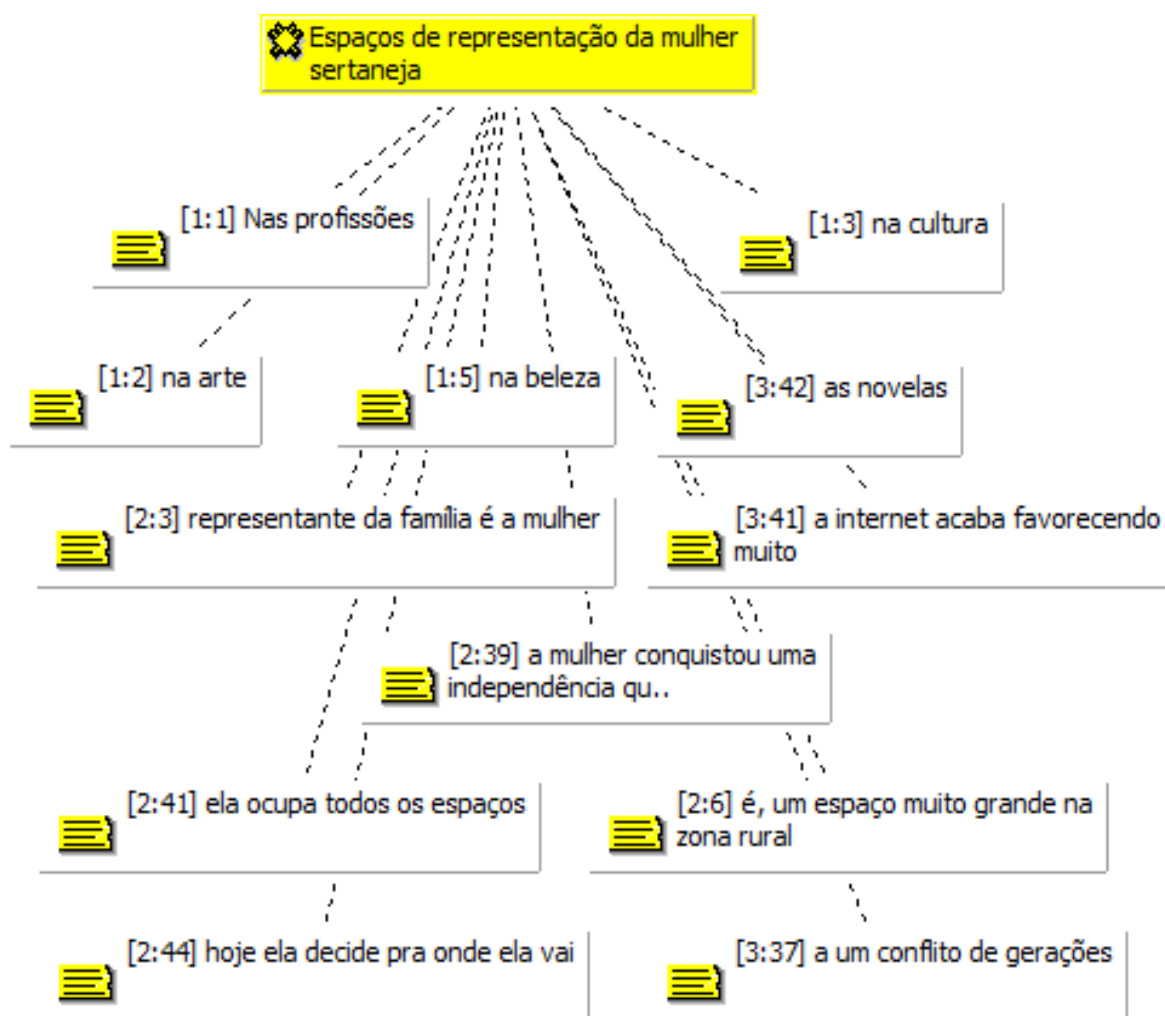 Espaços de representação da mulher
sertaneja
[1:1] Nas profissões
[1:3] na cultura
[1:2] na arte
[1:5] na beleza
[3:42] as novelas
[2:3] representante da família é a mulher
[3:41] a internet acaba favorecendo
muito
[2:39] a mulher conquistou uma
independência qu..
[2:41] ela ocupa todos os espaços
[2:6] é, um espaço muito grande na
zona rural
[2:44] hoje ela decide pra onde ela vai
[3:37] a um conflito de gerações